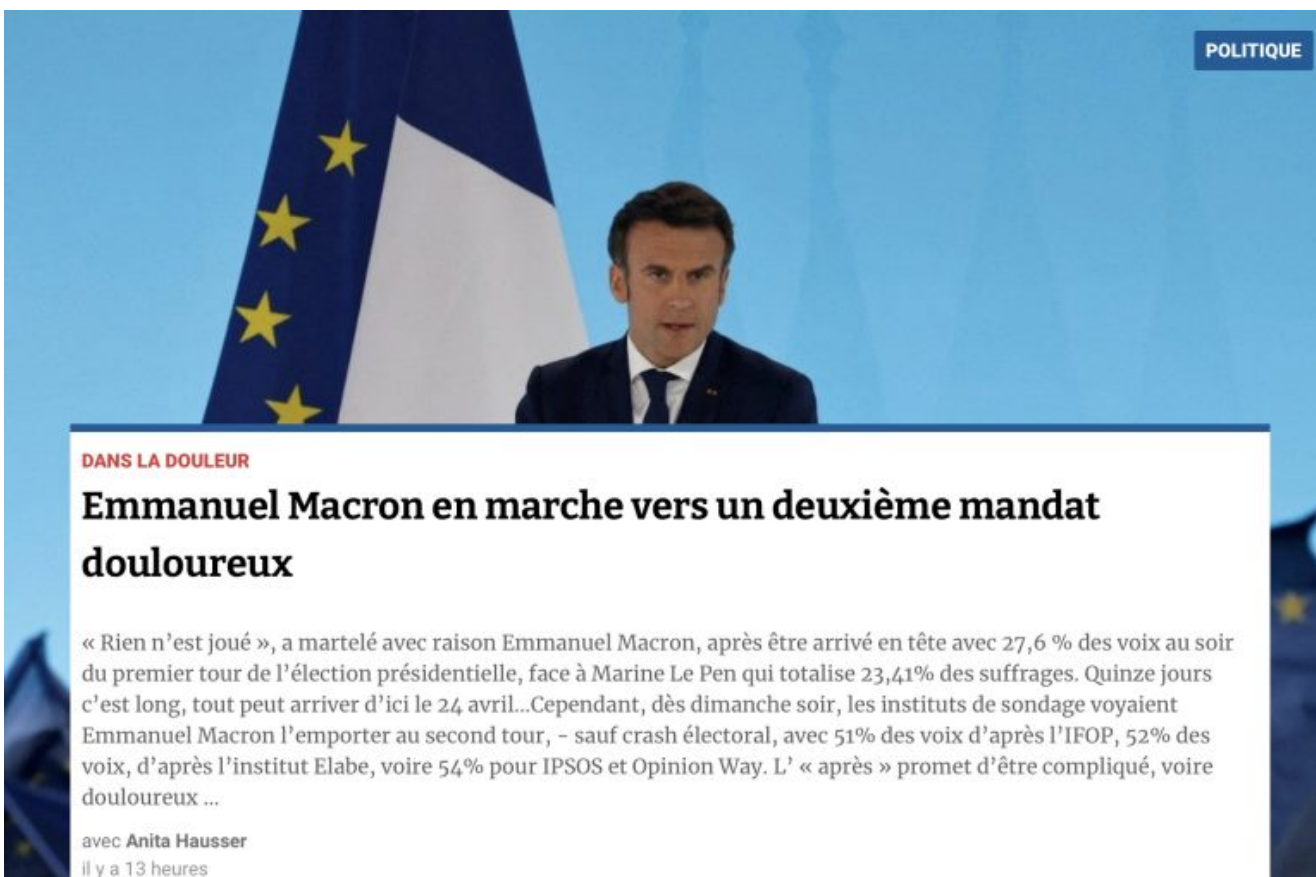 POLITIQUE
DANS LA DOULEUR
Emmanuel Macron en marche vers un deuxième mandat
douloureux
« Rien n’est joué », a martelé avec raison Emmanuel Macron, après être arrivé en tête avec 27,6 % des voix au soir
du premier tour de l’élection présidentielle, face à Marine Le Pen qui totalise 23,41% des suffrages. Quinze jours
c’est long, tout peut arriver d’ici le 24 avril...Cependant, dès dimanche soir, les instituts de sondage voyaient
Emmanuel Macron l’emporter au second tour, - sauf crash électoral, avec 51% des voix d’après l’IFOP, 52% des
voix, d’après l’institut Elabe, voire 54% pour IPSOS et Opinion Way. L’ « après » promet d’être compliqué, voire
douloureux ...
avec Anita Hausser
il y a 13 heures